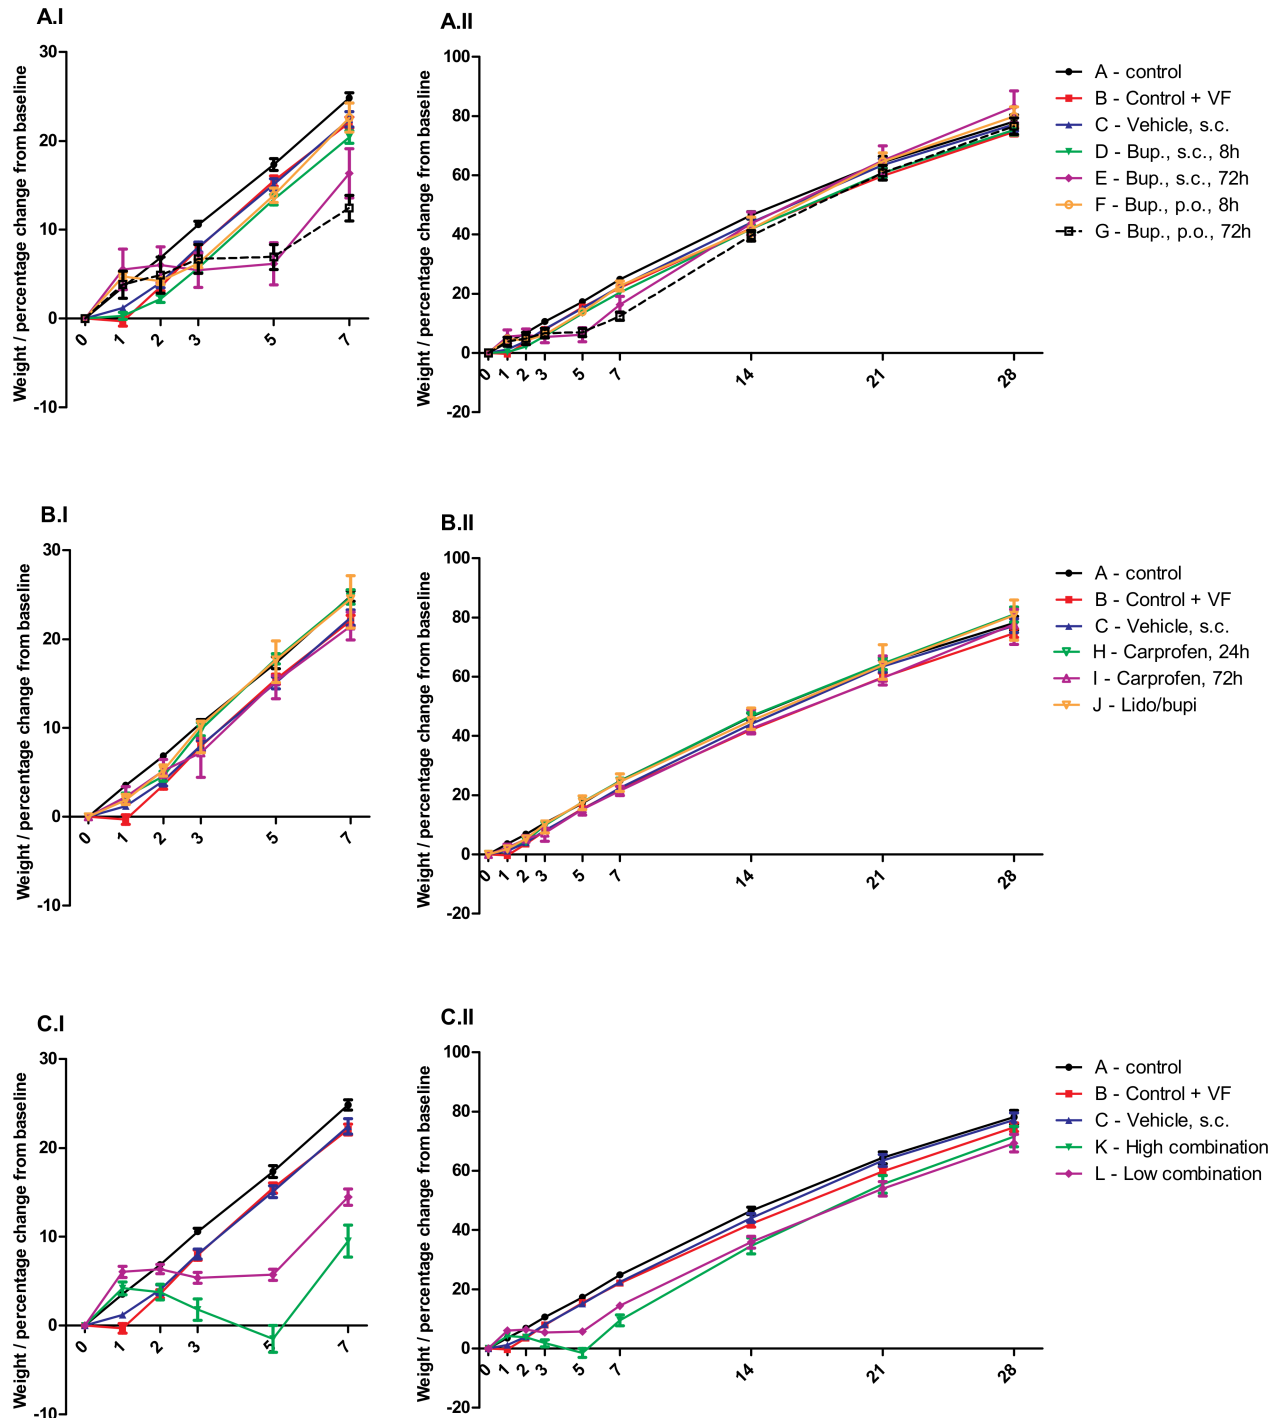 A.I
Weight / percentage change from baseline
30
20
10
0
-10
0 1 2 3 5 7
A.II
Weight / percentage change from baseline
100
80
60
40
20
0
-20
0 1 2 3 5 7 14 21 28
A - control
B - Control + VF
C - Vehicle, s.c.
D - Bup., s.c., 8h
E - Bup., s.c., 72h
F - Bup., p.o., 8h
G - Bup., p.o., 72h
B.I
Weight / percentage change from baseline
30
20
10
0
-10
0 1 2 3 5 7
B.II
Weight / percentage change from baseline
100
80
60
40
20
0
-20
0 1 2 3 5 7 14 21 28
A - control
B - Control + VF
C - Vehicle, s.c.
H - Carprofen, 24h
I - Carprofen, 72h
J - Lido/bupi
C.I
Weight / percentage change from baseline
30
20
10
0
-10
0 1 2 3 5 7
C.II
Weight / percentage change from baseline
100
80
60
40
20
0
-20
0 1 2 3 5 7 14 21 28
A - control
B - Control + VF
C - Vehicle, s.c.
K - High combination
L - Low combination